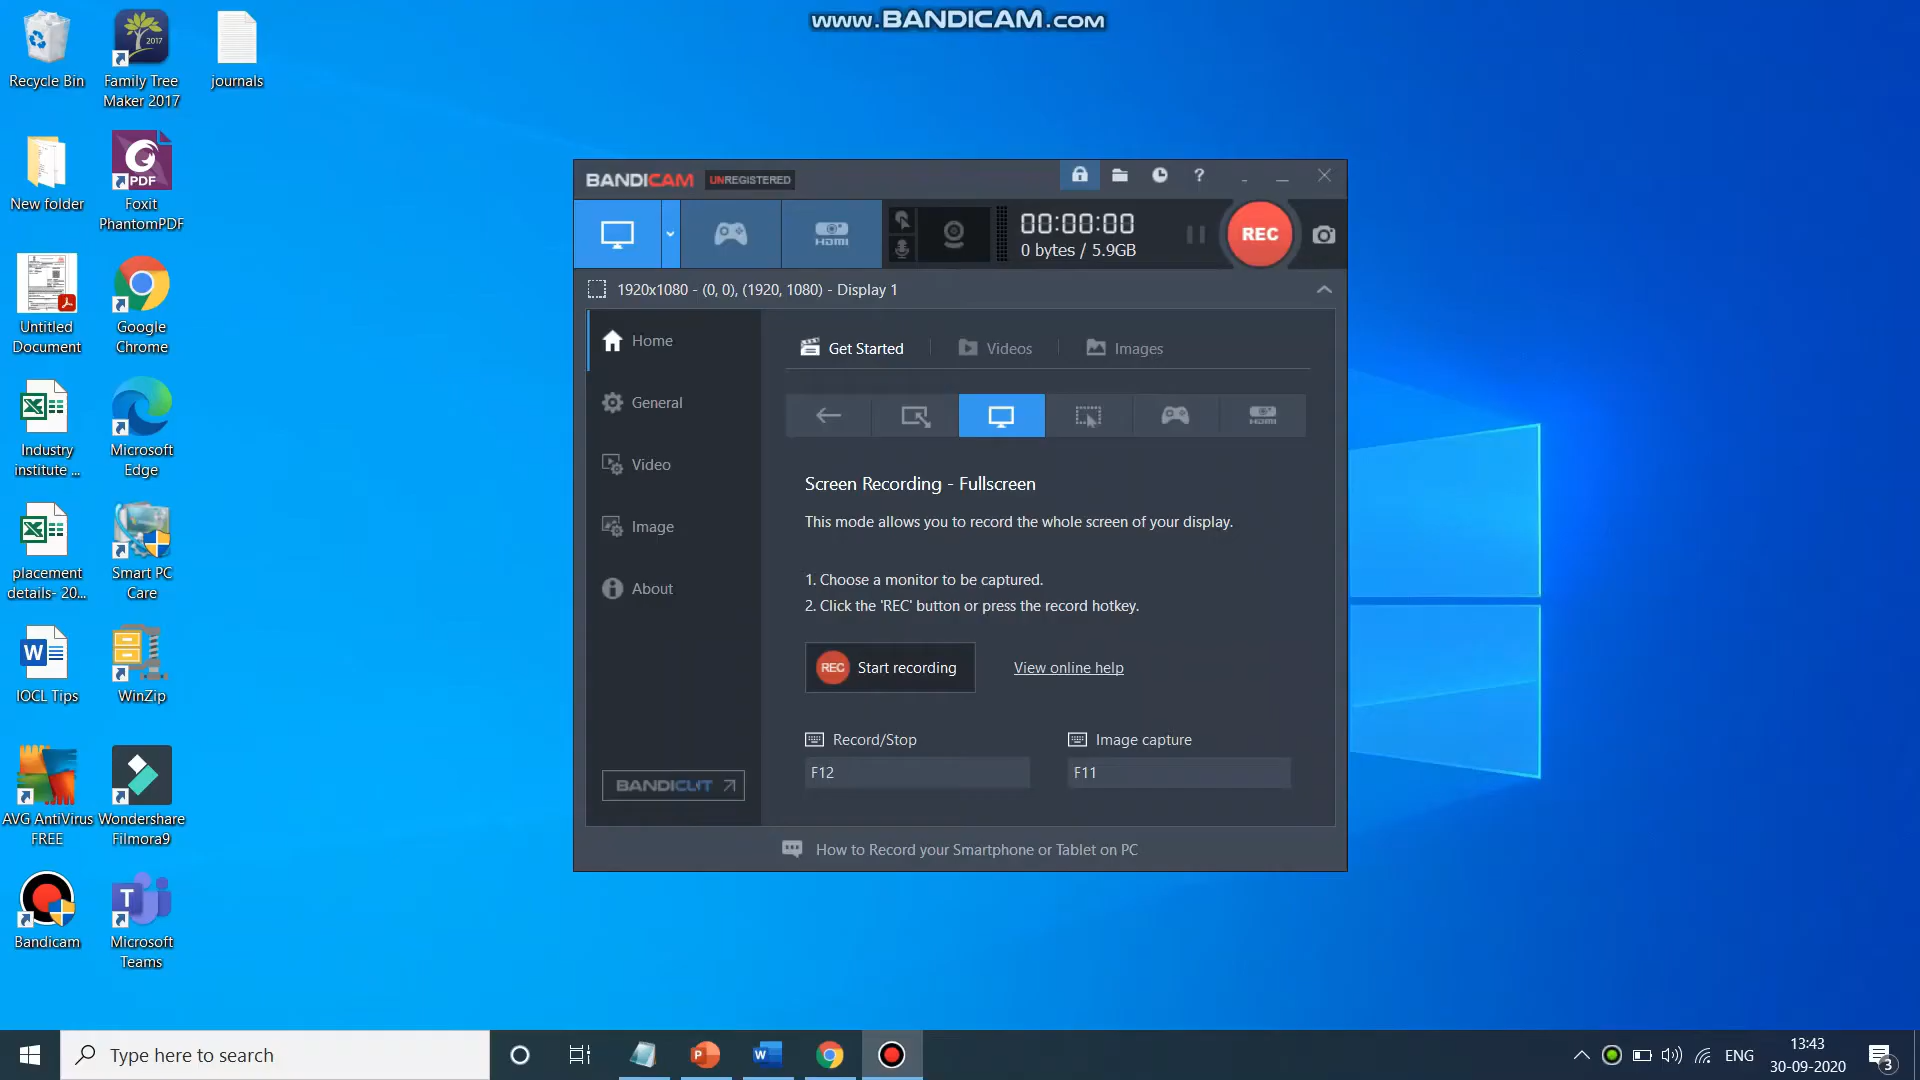 www.BANDICAM.com
Recycle Bin
Family Tree
Maker 2017
2017
journals
New folder
PDF
Foxit
PhantomPDF
Untitled
Document
Google
Chrome
Industry
institute ...
Microsoft
Edge
placement
details- 20...
Smart PC
Care
IOCL Tips
WinZip
AVG AntiVirus
FREE
Wondershare
Filmora9
Bandicam
Microsoft
Teams
BANDICAM UNREGISTERED
?
HDMI
00:00:00
0 bytes / 5.9GB
REC
1920x1080 - (0, 0), (1920, 1080) - Display 1
Home
General
Video
Image
About
BANDICUT
Get Started
Videos
Images
HDMI
Screen Recording - Fullscreen
This mode allows you to record the whole screen of your display.
1. Choose a monitor to be captured.
2. Click the 'REC' button or press the record hotkey.
REC Start recording
View online help
Record/Stop
F12
Image capture
F11
How to Record your Smartphone or Tablet on PC
Type here to search
ENG
13:43
30-09-2020
3